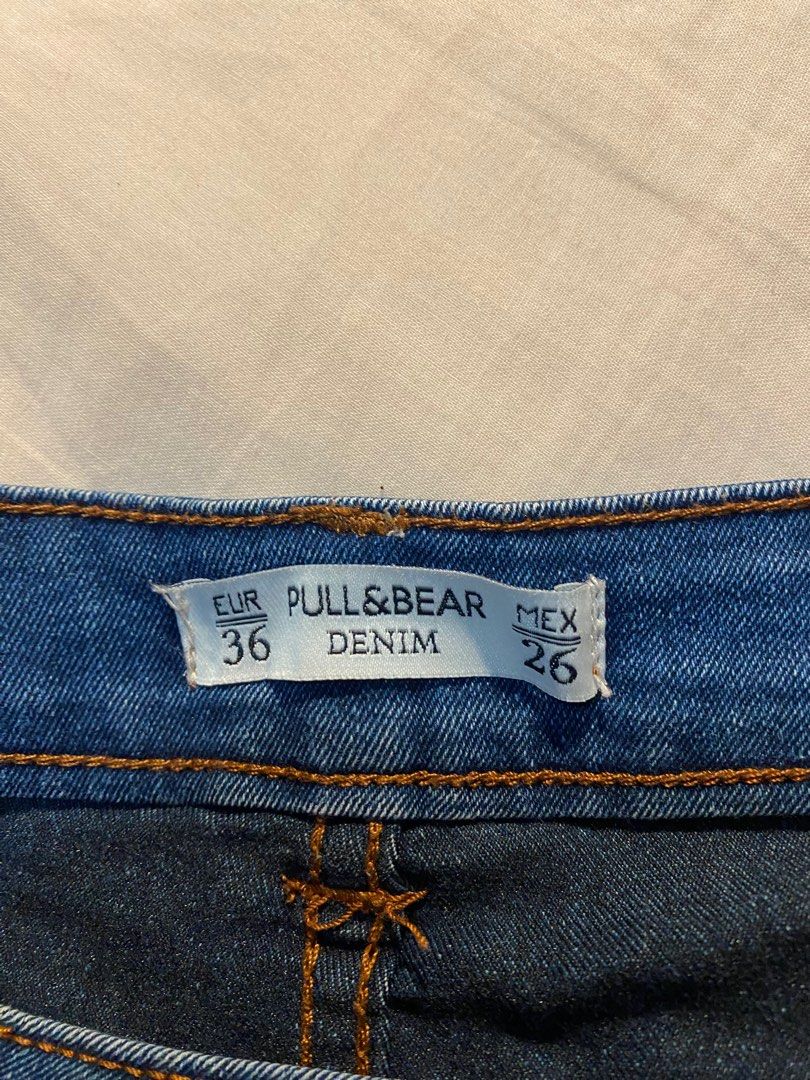 EUR
36
PULL&BEAR
DENIM
MEX
26